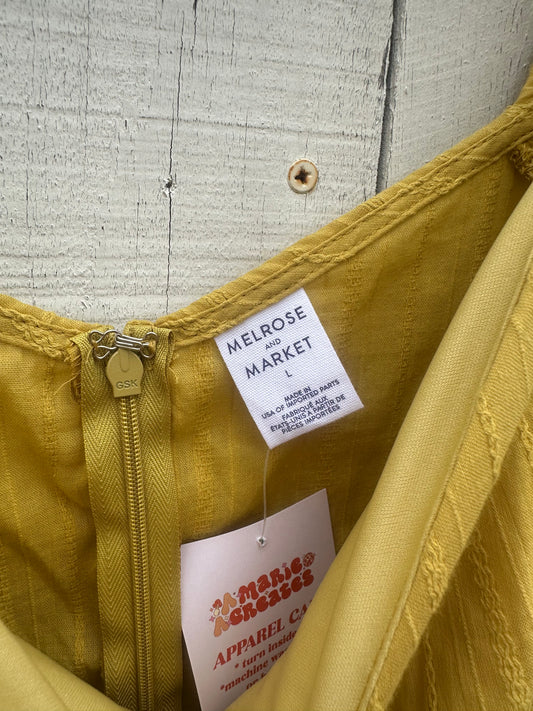 MELROSE
AND
MARKET
L
MADE IN
USA OF IMPORTED PARTS
FABRIQUÉ AUX
ÉTATS-UNIS À PARTIR DE
PIÈCES IMPORTÉES
GSK
A MARIE
CREATES
APPAREL CA
* turn inside
*machine wa